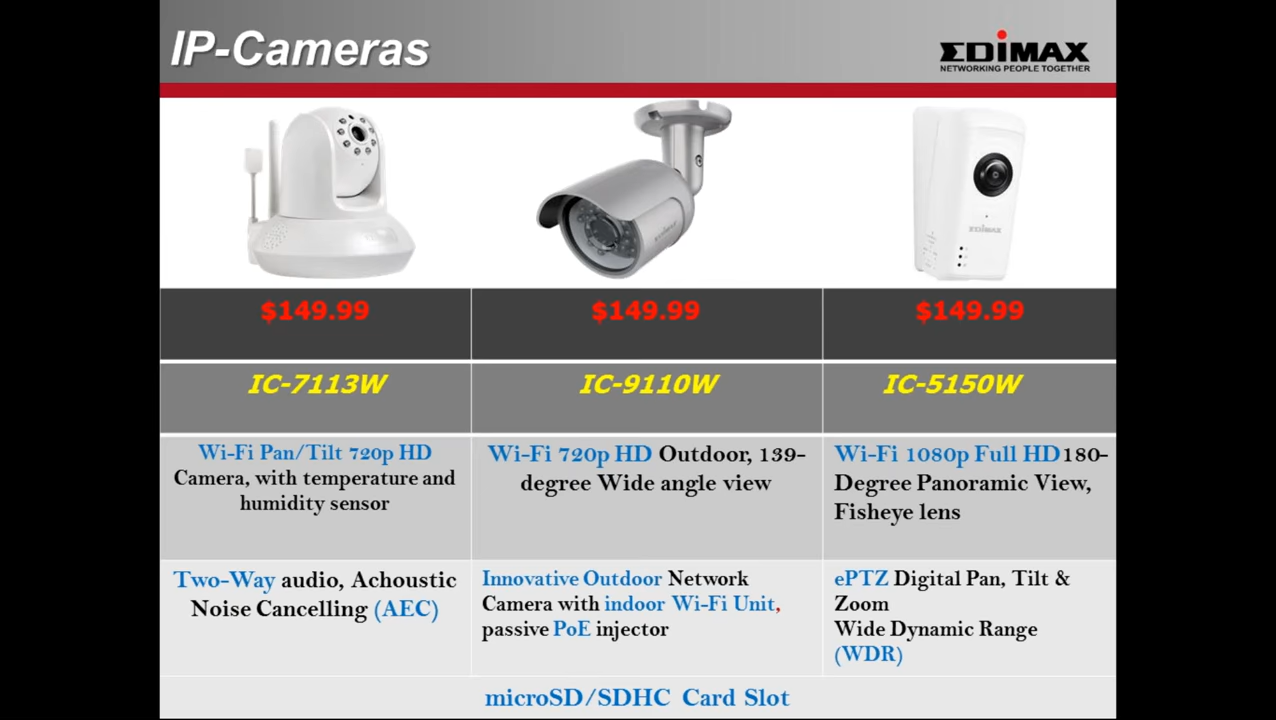 IP-Cameras
EDIMAX
NETWORKING PEOPLE TOGETHER
EDIMAX
$149.99
$149.99
$149.99
IC-7113W
IC-9110W
IC-5150W
Wi-Fi Pan/Tilt 720p HD
Camera, with temperature and
humidity sensor
Wi-Fi 720p HD Outdoor, 139-
degree Wide angle view
Wi-Fi 1080p Full HD180-
Degree Panoramic View,
Fisheye lens
Two-Way audio, Achoustic
Noise Cancelling (AEC)
Innovative Outdoor Network
Camera with indoor Wi-Fi Unit,
passive PoE injector
ePTZ Digital Pan, Tilt &
Zoom
Wide Dynamic Range
(WDR)
microSD/SDHC Card Slot